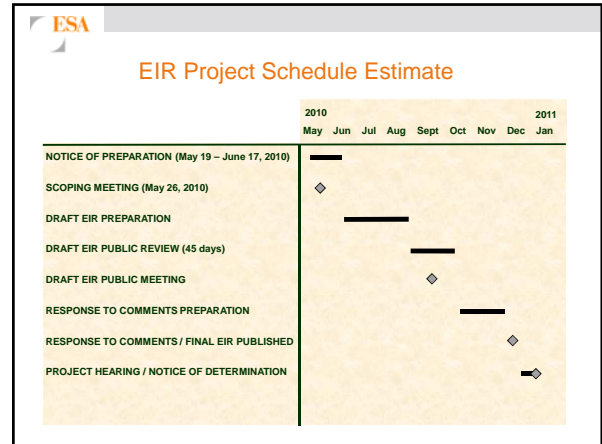 ESA
EIR Project Schedule Estimate
2010 2011
May Jun Jul Aug Sept Oct Nov Dec Jan
NOTICE OF PREPARATION (May 19 – June 17, 2010)
SCOPING MEETING (May 26, 2010)
DRAFT EIR PREPARATION
DRAFT EIR PUBLIC REVIEW (45 days)
DRAFT EIR PUBLIC MEETING
RESPONSE TO COMMENTS PREPARATION
RESPONSE TO COMMENTS / FINAL EIR PUBLISHED
PROJECT HEARING / NOTICE OF DETERMINATION